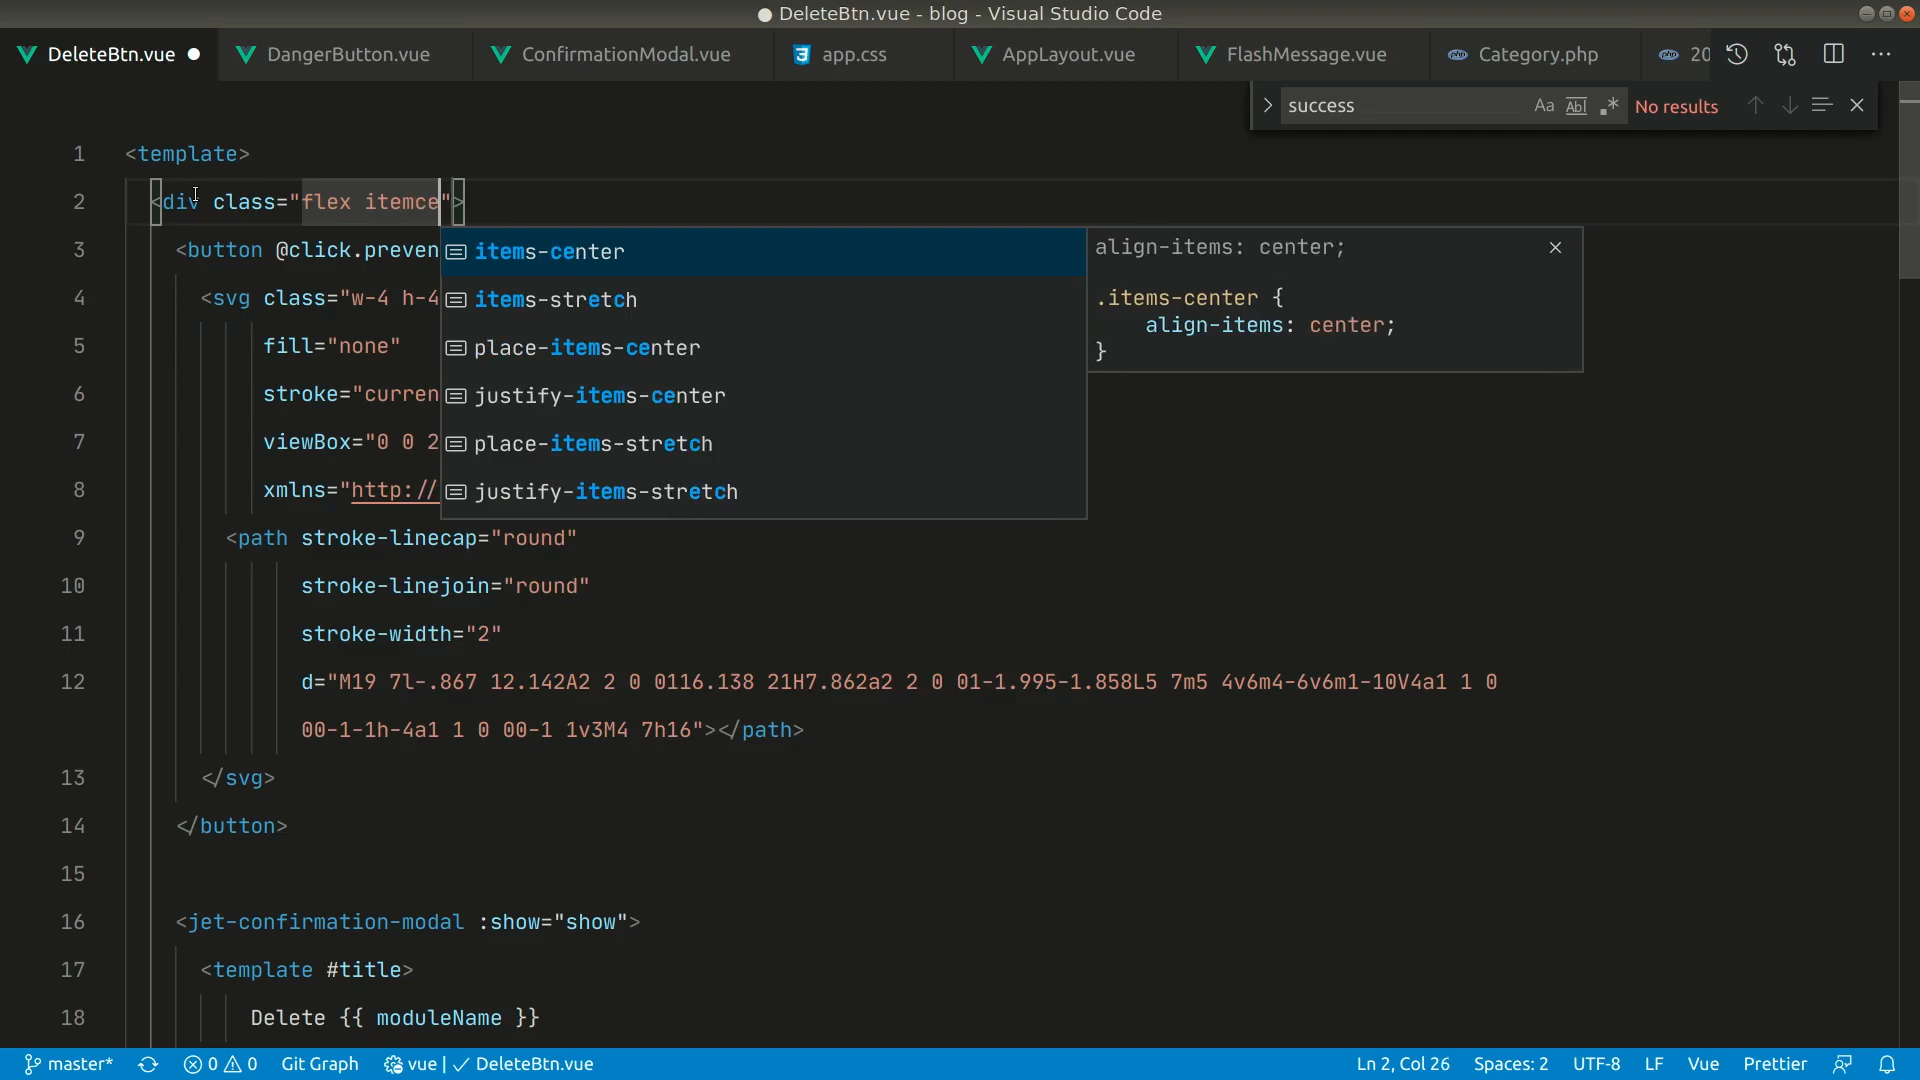 DeleteBtn.vue - blog - Visual Studio Code
DeleteBtn.vue
DangerButton.vue
ConfirmationModal.vue
app.css
AppLayout.vue
FlashMessage.vue
Category.php
20
success
Aa
Abl
.*
No results
1 <template>
2 <div class="flex itemce">
3 <button @click.preven
4 <svg class="w-4 h-4
5 fill="none"
6 stroke="curren
7 viewBox="0 0 2
8 xmlns="http://
items-center
items-stretch
place-items-center
justify-items-center
place-items-stretch
justify-items-stretch
align-items: center;
.items-center {
align-items: center;
}
9 <path stroke-linecap="round"
10 stroke-linejoin="round"
11 stroke-width="2"
12 d="M19 7l-.867 12.142A2 2 0 0116.138 21H7.862a2 2 0 01-1.995-1.858L5 7m5 4v6m4-6v6m1-10V4a1 1 0
00-1-1h-4a1 1 0 00-1 1v3M4 7h16"></path>
13 </svg>
14 </button>
15
16 <jet-confirmation-modal :show="show">
17 <template #title>
18 Delete {{ moduleName }}
master* 0 0 Git Graph vue | ✓ DeleteBtn.vue Ln 2, Col 26 Spaces: 2 UTF-8 LF Vue Prettier